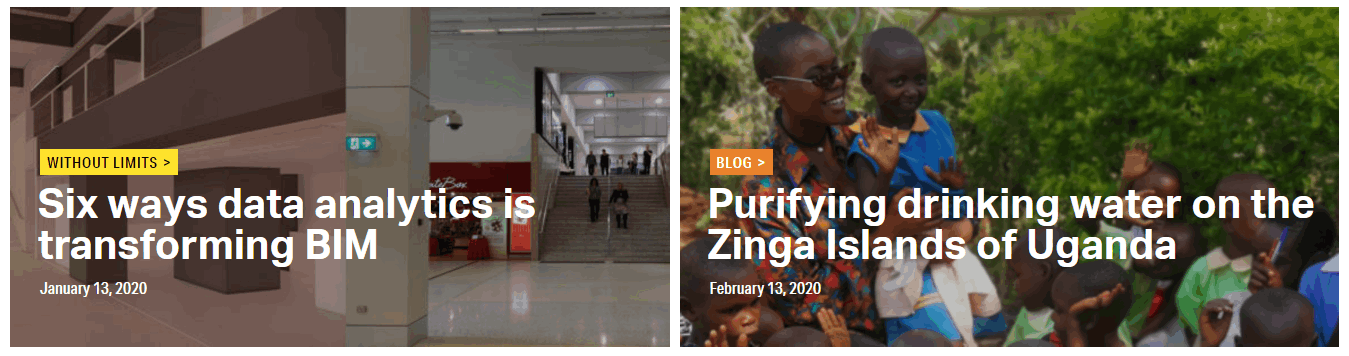 WITHOUT LIMITS >
Six ways data analytics is
transforming BIM
January 13, 2020
BLOG >
Purifying drinking water on the
Zinga Islands of Uganda
February 13, 2020